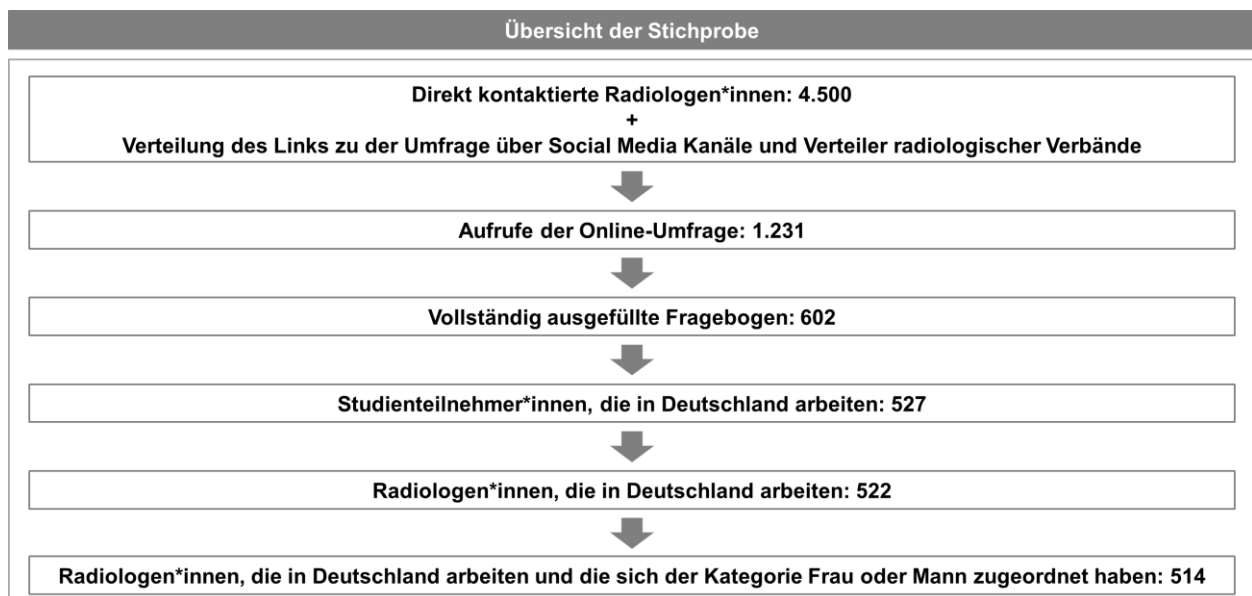 Übersicht der Stichprobe
Direkt kontaktierte Radiologen*innen: 4.500
+
Verteilung des Links zu der Umfrage über Social Media Kanäle und Verteiler radiologischer Verbände
Aufrufe der Online-Umfrage: 1.231
Vollständig ausgefüllte Fragebogen: 602
Studienteilnehmer*innen, die in Deutschland arbeiten: 527
Radiologen*innen, die in Deutschland arbeiten: 522
Radiologen*innen, die in Deutschland arbeiten und die sich der Kategorie Frau oder Mann zugeordnet haben: 514